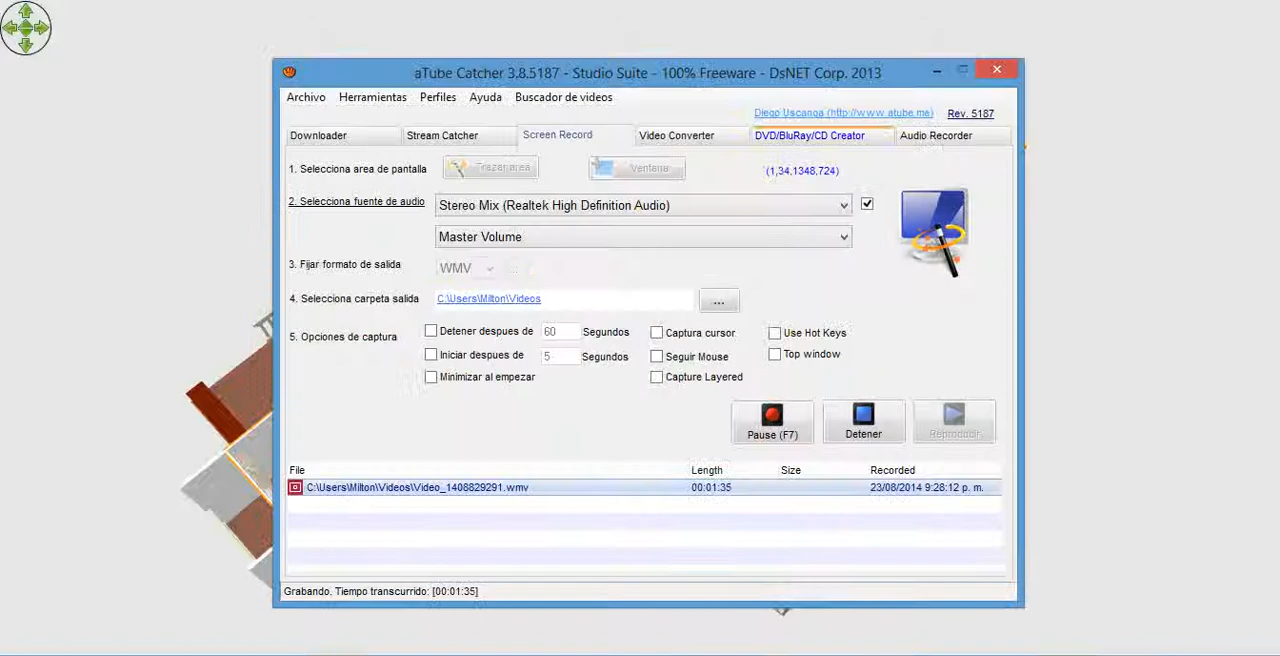 aTube Catcher 3.8.5187 - Studio Suite - 100% Freeware - DsNET Corp. 2013
Archivo Herramientas Perfiles Ayuda Buscador de videos
Diego Uscanga (http://www.atube.me) Rev. 5187
Downloader Stream Catcher Screen Record Video Converter DVD/BluRay/CD Creator Audio Recorder
1. Selecciona area de pantalla Trazar area Ventana (1,34,1348,724)
2. Selecciona fuente de audio Stereo Mix (Realtek High Definition Audio)
Master Volume
3. Fijar formato de salida WMV ...
4. Selecciona carpeta salida C:\Users\Milton\Videos ...
5. Opciones de captura
Detener despues de 60 Segundos Captura cursor Use Hot Keys
Iniciar despues de 5 Segundos Seguir Mouse Top window
Minimizar al empezar Capture Layered
Pause (F7) Detener Reproducir
File Length Size Recorded
C:\Users\Milton\Videos\Video_1408829291.wmv 00:01:35 23/08/2014 9:28:12 p. m.
Grabando. Tiempo transcurrido: [00:01:35]